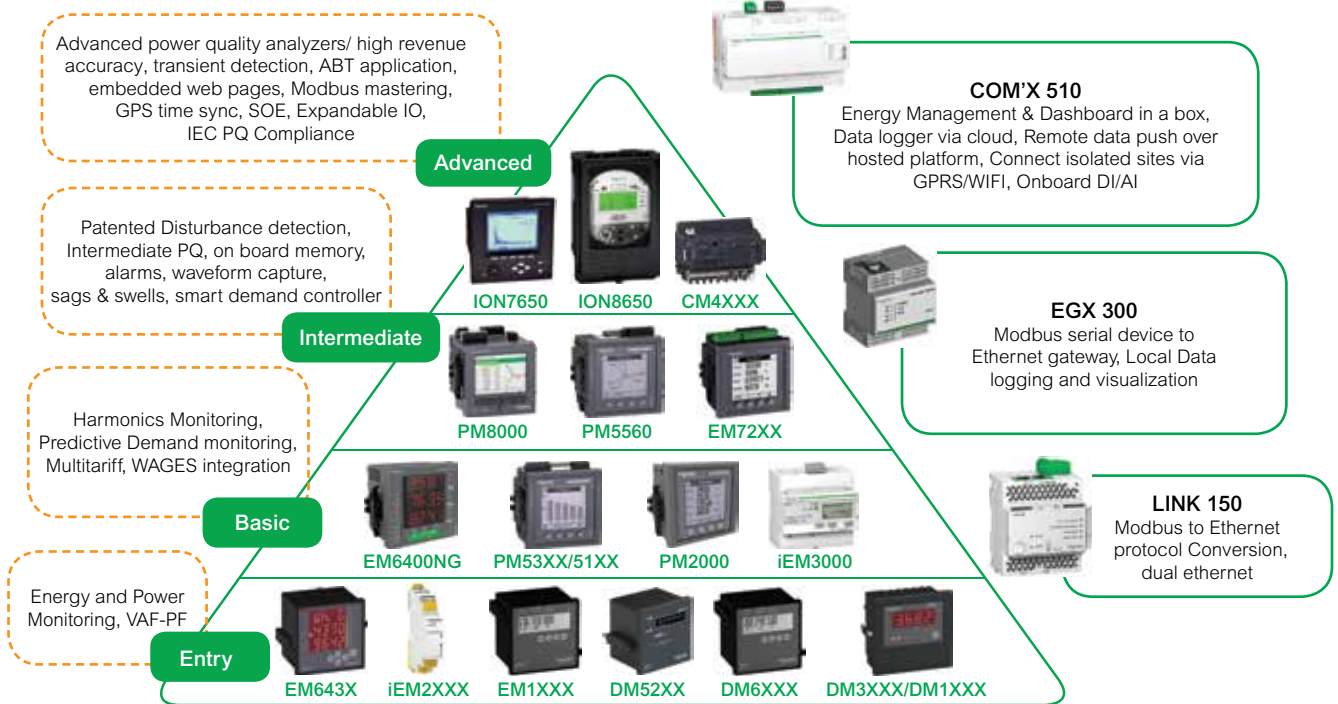 Advanced power quality analyzers/ high revenue
accuracy, transient detection, ABT application,
embedded web pages, Modbus mastering,
GPS time sync, SOE, Expandable IO,
IEC PQ Compliance
Advanced
ION7650
ION8650
CM4XXX
Patented Disturbance detection,
Intermediate PQ, on board memory,
alarms, waveform capture,
sags & swells, smart demand controller
Intermediate
PM8000
PM5560
EM72XX
Harmonics Monitoring,
Predictive Demand monitoring,
Multitariff, WAGES integration
Basic
EM6400NG
PM53XX/51XX
PM2000
iEM3000
Energy and Power
Monitoring, VAF-PF
Entry
EM643X
iEM2XXX
EM1XXX
DM52XX
DM6XXX
DM3XXX/DM1XXX
COM'X 510
Energy Management & Dashboard in a box,
Data logger via cloud, Remote data push over
hosted platform, Connect isolated sites via
GPRS/WIFI, Onboard DI/AI
EGX 300
Modbus serial device to
Ethernet gateway, Local Data
logging and visualization
LINK 150
Modbus to Ethernet
protocol Conversion,
dual ethernet